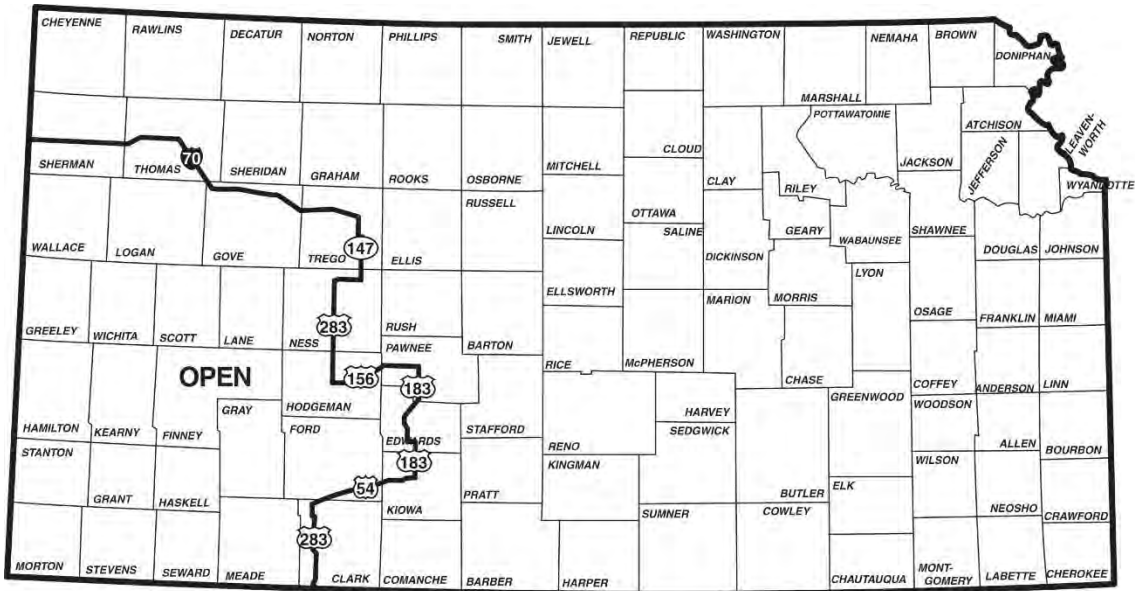 CHEYENNE
RAWLINS
DECATUR
NORTON
PHILLIPS
SMITH
JEWELL
REPUBLIC
WASHINGTON
NEMAHA
BROWN
DONIPHAN
MARSHALL
POTTAWATOMIE
ATCHISON
LEAVEN-
WORTH
SHERMAN
THOMAS
70
SHERIDAN
GRAHAM
ROOKS
OSBORNE
MITCHELL
CLOUD
CLAY
RILEY
JACKSON
JEFFERSON
WYANDOTTE
RUSSELL
LINCOLN
OTTAWA
SALINE
GEARY
WABAUNSEE
SHAWNEE
DOUGLAS
JOHNSON
WALLACE
LOGAN
GOVE
TREGO
147
ELLIS
ELLSWORTH
DICKINSON
MARION
MORRIS
LYON
OSAGE
FRANKLIN
MIAMI
GREELEY
WICHITA
SCOTT
LANE
NESS
283
RUSH
PAWNEE
BARTON
RICE
McPHERSON
CHASE
COFFEY
ANDERSON
LINN
OPEN
156
183
HAMILTON
KEARNY
FINNEY
GRAY
HODGEMAN
FORD
EDWARDS
STAFFORD
RENO
HARVEY
SEDGWICK
GREENWOOD
WOODSON
ALLEN
BOURBON
STANTON
GRANT
HASKELL
54
183
KIOWA
PRATT
KINGMAN
BUTLER
ELK
WILSON
NEOSHO
CRAWFORD
MORTON
STEVENS
SEWARD
MEADE
283
CLARK
COMANCHE
BARBER
HARPER
SUMNER
COWLEY
CHAUTAUQUA
MONT-
GOMERY
LABETTE
CHEROKEE